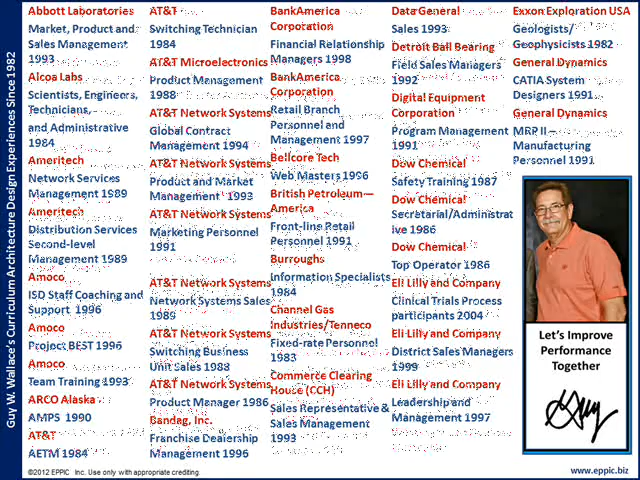 Guy W. Wallace's Curriculum Architecture Design Experiences Since 1982
Abbott Laboratories
Market, Product and
Sales Management
1993
Alcoa Labs
Scientists, Engineers,
Technicians,
and Administrative
1984
Ameritech
Network Services
Management 1989
Ameritech
Distribution Services
Second-level
Management 1989
Amoco
ISD Staff Coaching and
Support 1996
Amoco
Project BEST 1996
Amoco
Team Training 1993
ARCO Alaska
AMPS 1990
AT&T
AETM 1984
AT&T
Switching Technician
1984
AT&T Microelectronics
Product Management
1988
AT&T Network Systems
Global Contract
Management 1994
AT&T Network Systems
Product and Market
Management 1993
AT&T Network Systems
Marketing Personnel
1991
AT&T Network Systems
Network Systems Sales
1989
AT&T Network Systems
Switching Business
Unit Sales 1988
AT&T Network Systems
Product Manager 1986
Bandag, Inc.
Franchise Dealership
Management 1996
BankAmerica
Corporation
Financial Relationship
Managers 1998
BankAmerica
Corporation
Retail Branch
Personnel and
Management 1997
Bellcore Tech
Web Masters 1996
British Petroleum—
America
Front-line Retail
Personnel 1991
Burroughs
Information Specialists
1984
Channel Gas
Industries/Tenneco
Fixed-rate Personnel
1983
Commerce Clearing
House (CCH)
Sales Representative &
Sales Management
1993
Data General
Sales 1993
Detroit Ball Bearing
Field Sales Managers
1992
Digital Equipment
Corporation
Program Management
1991
Dow Chemical
Safety Training 1987
Dow Chemical
Secretarial/Administrat
ive 1986
Dow Chemical
Top Operator 1986
Eli Lilly and Company
Clinical Trials Process
participants 2004
Eli Lilly and Company
District Sales Managers
1999
Eli Lilly and Company
Leadership and
Management 1997
Exxon Exploration USA
Geologists/
Geophysicists 1982
General Dynamics
CATIA System
Designers 1991
General Dynamics
MRP II –
Manufacturing
Personnel 1991
Let's Improve
Performance
Together
Guy
©2012 EPPIC Inc. Use only with appropriate crediting.
www.eppic.biz